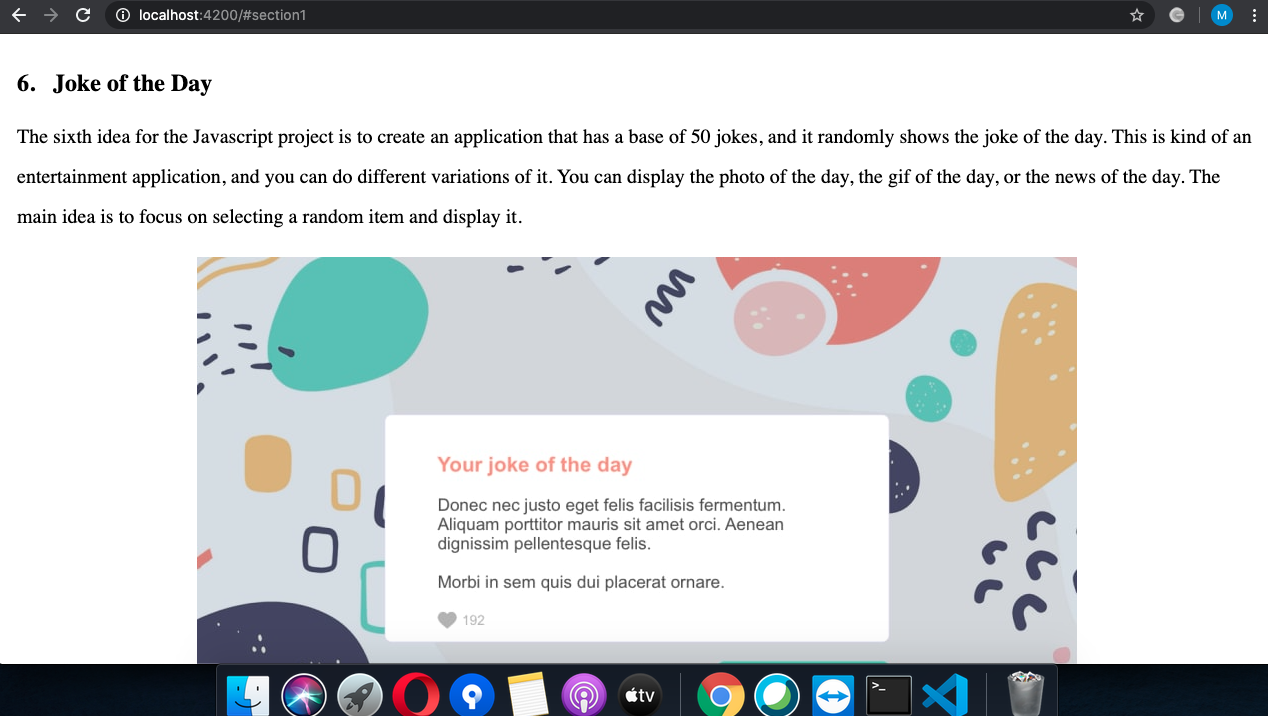 localhost:4200/#section1
M
6. Joke of the Day
The sixth idea for the Javascript project is to create an application that has a base of 50 jokes, and it randomly shows the joke of the day. This is kind of an
entertainment application, and you can do different variations of it. You can display the photo of the day, the gif of the day, or the news of the day. The
main idea is to focus on selecting a random item and display it.
Your joke of the day
Donec nec justo eget felis facilisis fermentum.
Aliquam porttitor mauris sit amet orci. Aenean
dignissim pellentesque felis.
Morbi in sem quis dui placerat ornare.
192
tv
>_